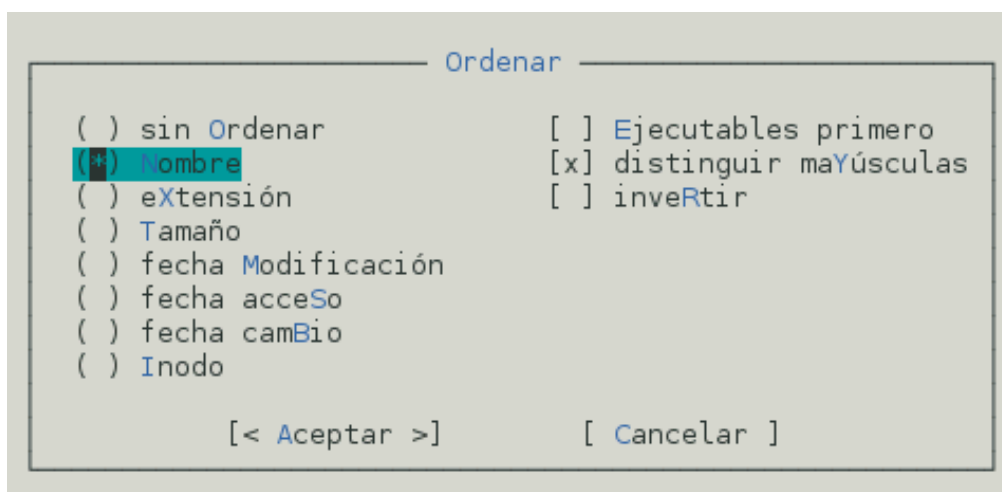 Ordenar
( ) sin Ordenar [ ] Ejecutables primero
(*) Nombre [x] distinguir maYúsculas
( ) eXtensión [ ] inveRtir
( ) Tamaño
( ) fecha Modificación
( ) fecha acceSo
( ) fecha camBio
( ) Inodo
[< Aceptar >] [ Cancelar ]